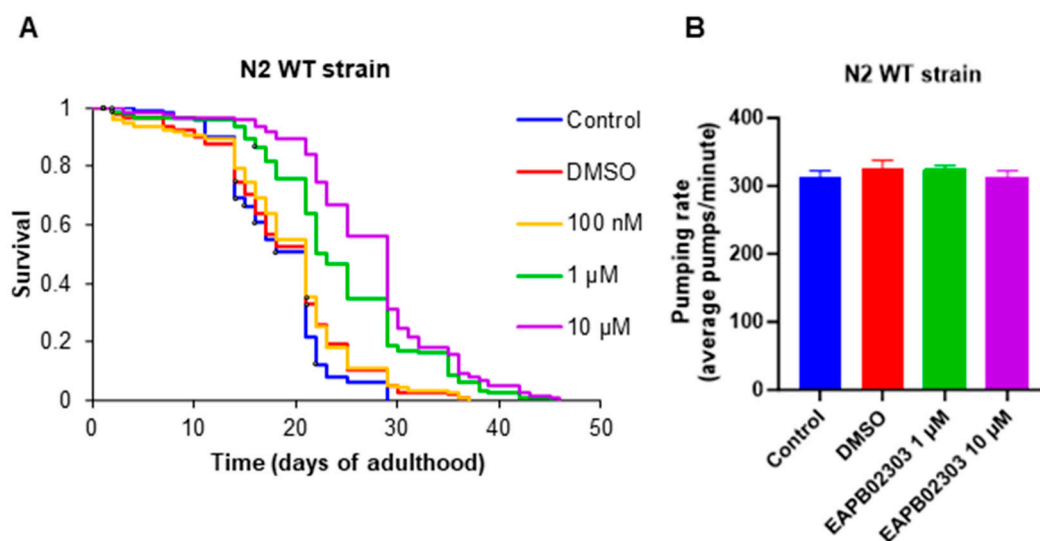 A
N2 WT strain
Survival
1
0.8
0.6
0.4
0.2
0
0
10
20
30
40
50
Time (days of adulthood)
Control
DMSO
100 nM
1 µM
10 µM
B
N2 WT strain
Pumping rate
(average pumps/minute)
400
300
200
100
0
Control
DMSO
EAPB02303 1 µM
EAPB02303 10 µM